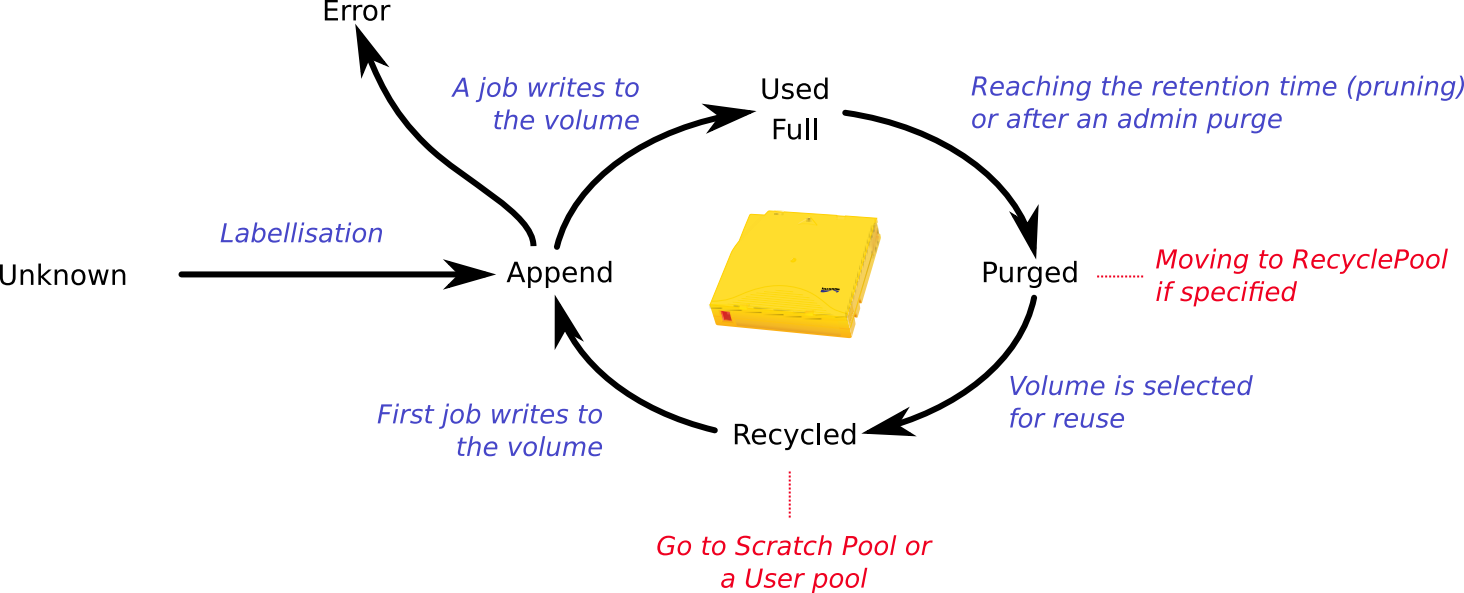 Error
A job writes to
the volume
Used
Full
Reaching the retention time (pruning)
or after an admin purge
Labellisation
Unknown
Append
Purged
Moving to RecyclePool
if specified
Volume is selected
for reuse
First job writes to
the volume
Recycled
Go to Scratch Pool or
a User pool